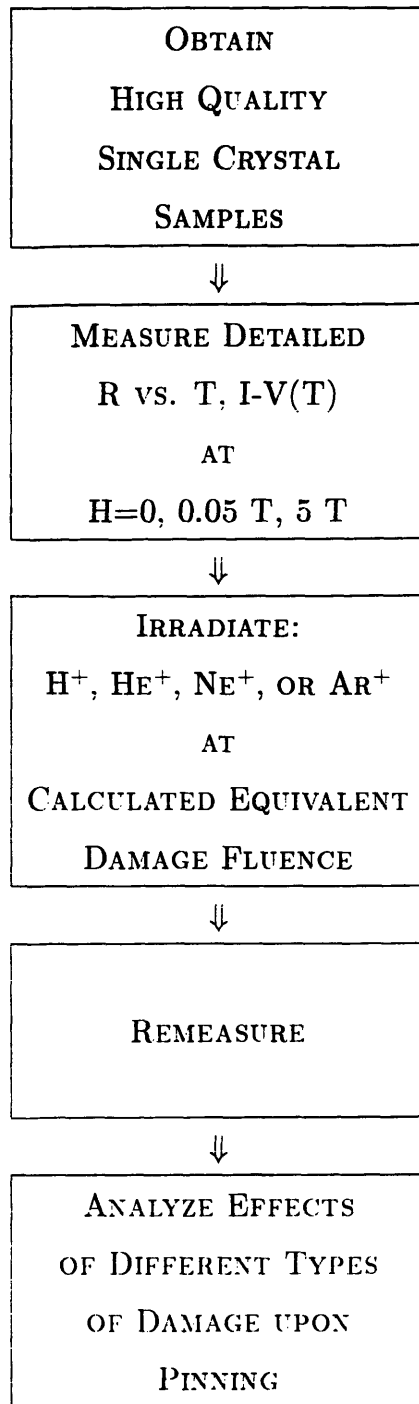 OBTAIN
HIGH QUALITY
SINGLE CRYSTAL
SAMPLES
⇓
MEASURE DETAILED
R VS. T, I-V(T)
AT
H=0, 0.05 T, 5 T
⇓
IRRADIATE:
H⁺, HE⁺, NE⁺, OR AR⁺
AT
CALCULATED EQUIVALENT
DAMAGE FLUENCE
⇓
REMEASURE
⇓
ANALYZE EFFECTS
OF DIFFERENT TYPES
OF DAMAGE UPON
PINNING